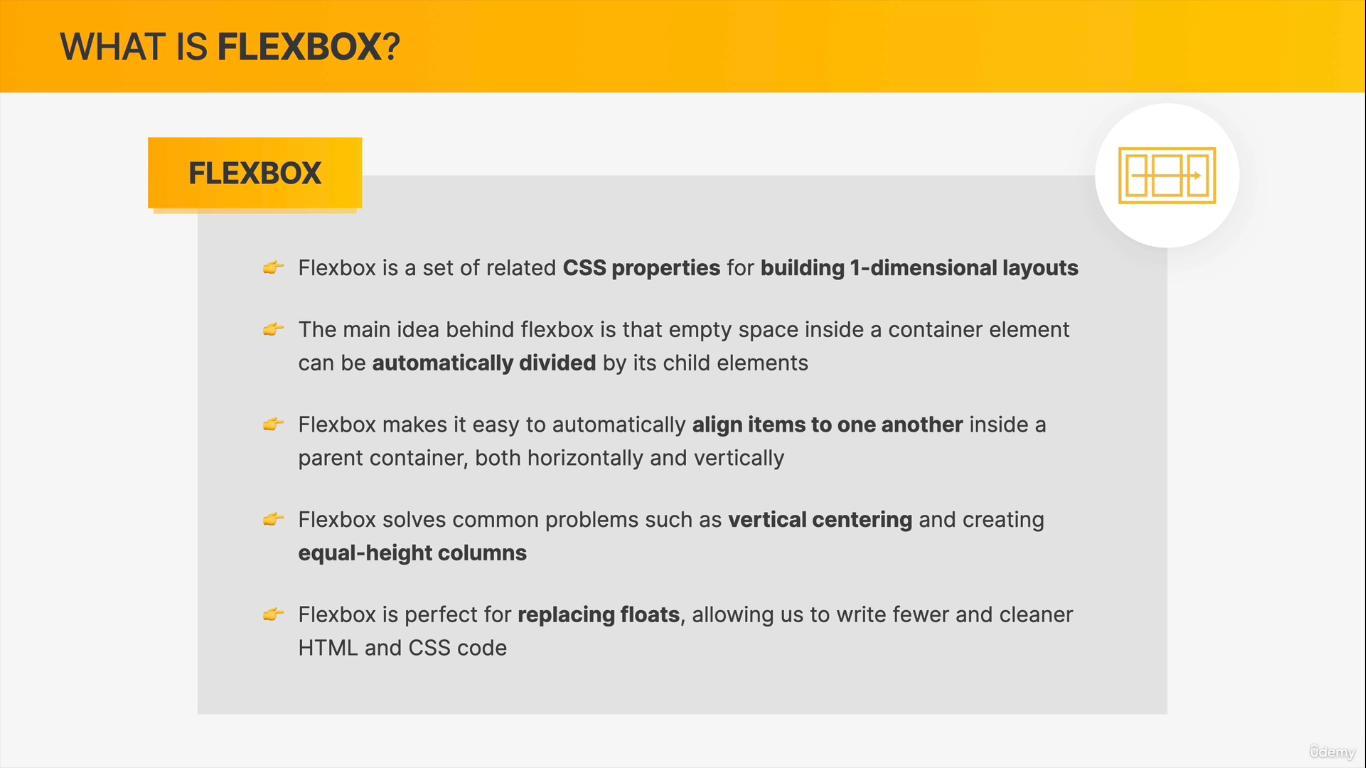 WHAT IS FLEXBOX?
FLEXBOX
👉 Flexbox is a set of related CSS properties for building 1-dimensional layouts
👉 The main idea behind flexbox is that empty space inside a container element
can be automatically divided by its child elements
👉 Flexbox makes it easy to automatically align items to one another inside a
parent container, both horizontally and vertically
👉 Flexbox solves common problems such as vertical centering and creating
equal-height columns
👉 Flexbox is perfect for replacing floats, allowing us to write fewer and cleaner
HTML and CSS code
ûdemy